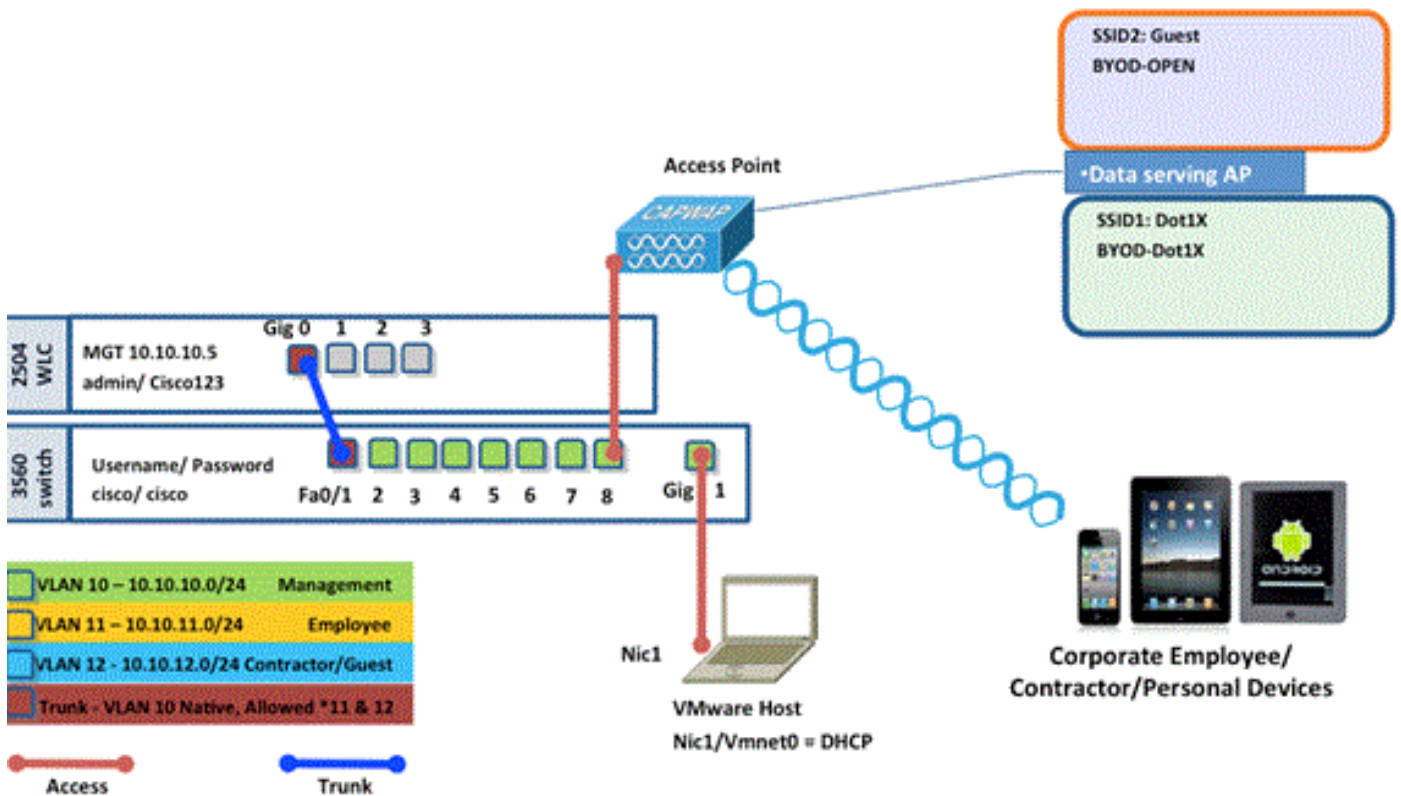 SSID2: Guest
BYOD-OPEN
•Data serving AP
SSID1: Dot1X
BYOD-Dot1X
Access Point
CAPWAP
2504 WLC
MGT 10.10.10.5
admin/ Cisco123
Gig 0 1 2 3
3560 switch
Username/ Password
cisco/ cisco
Fa0/1 2 3 4 5 6 7 8
Gig 1
VLAN 10 – 10.10.10.0/24 Management
VLAN 11 – 10.10.11.0/24 Employee
VLAN 12 - 10.10.12.0/24 Contractor/Guest
Trunk - VLAN 10 Native, Allowed *11 & 12
Access
Trunk
Nic1
VMware Host
Nic1/Vmnet0 = DHCP
ANDROID
Corporate Employee/
Contractor/Personal Devices